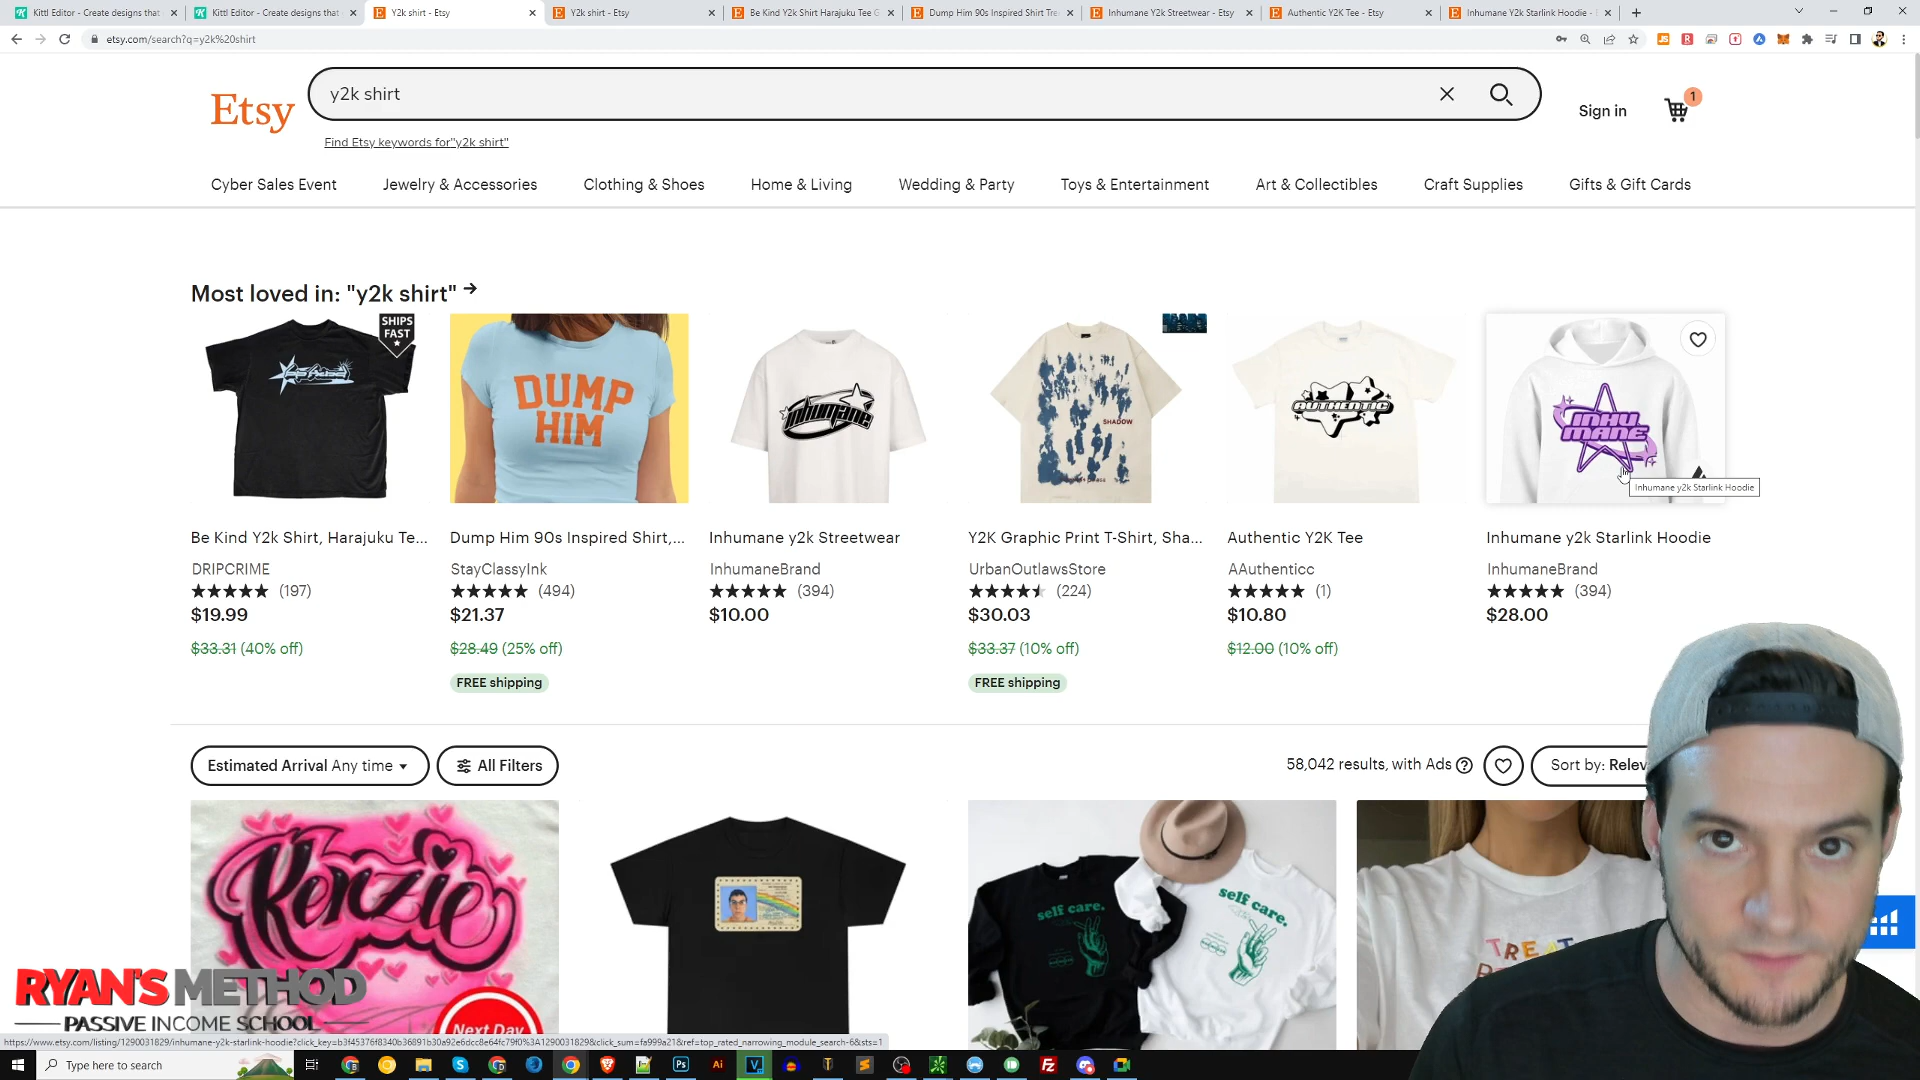 Kittl Editor - Create designs that
Kittl Editor - Create designs that
Y2k shirt - Etsy
Y2k shirt - Etsy
Be Kind Y2k Shirt Harajuku Tee G
Dump Him 90s Inspired Shirt Tre
Inhumane Y2k Streetwear - Etsy
Authentic Y2K Tee - Etsy
Inhumane Y2k Starlink Hoodie -
etsy.com/search?q=y2k%20shirt
Etsy
y2k shirt
Sign in
1
Find Etsy keywords for"y2k shirt"
Cyber Sales Event
Jewelry & Accessories
Clothing & Shoes
Home & Living
Wedding & Party
Toys & Entertainment
Art & Collectibles
Craft Supplies
Gifts & Gift Cards
Most loved in: "y2k shirt"
SHIPS
FAST
DUMP
HIM
inhumane
SHADOW
AUTHENTIC
INHU
MANE
Inhumane y2k Starlink Hoodie
Be Kind Y2k Shirt, Harajuku Te...
Dump Him 90s Inspired Shirt,...
Inhumane y2k Streetwear
Y2K Graphic Print T-Shirt, Sha...
Authentic Y2K Tee
Inhumane y2k Starlink Hoodie
DRIPCRIME
StayClassyInk
InhumaneBrand
UrbanOutlawsStore
AAuthenticc
InhumaneBrand
(197)
(494)
(394)
(224)
(1)
(394)
$19.99
$21.37
$10.00
$30.03
$10.80
$28.00
$33.31 (40% off)
$28.49 (25% off)
$33.37 (10% off)
$12.00 (10% off)
FREE shipping
FREE shipping
Estimated Arrival Any time
All Filters
58,042 results, with Ads
Sort by: Relev
Kenzie
Next Day
self care.
self care.
TREAT
RYAN'S METHOD
PASSIVE INCOME SCHOOL
https://www.etsy.com/listing/1290031829/inhumane-y2k-starlink-hoodie?click_key=b3f45376f8340b36891b30a92e6dcc8e64fc79f0%3A1290031829&click_sum=fa999a21&ref=top_rated_narrowing_module_search-6&sts=1
Type here to search